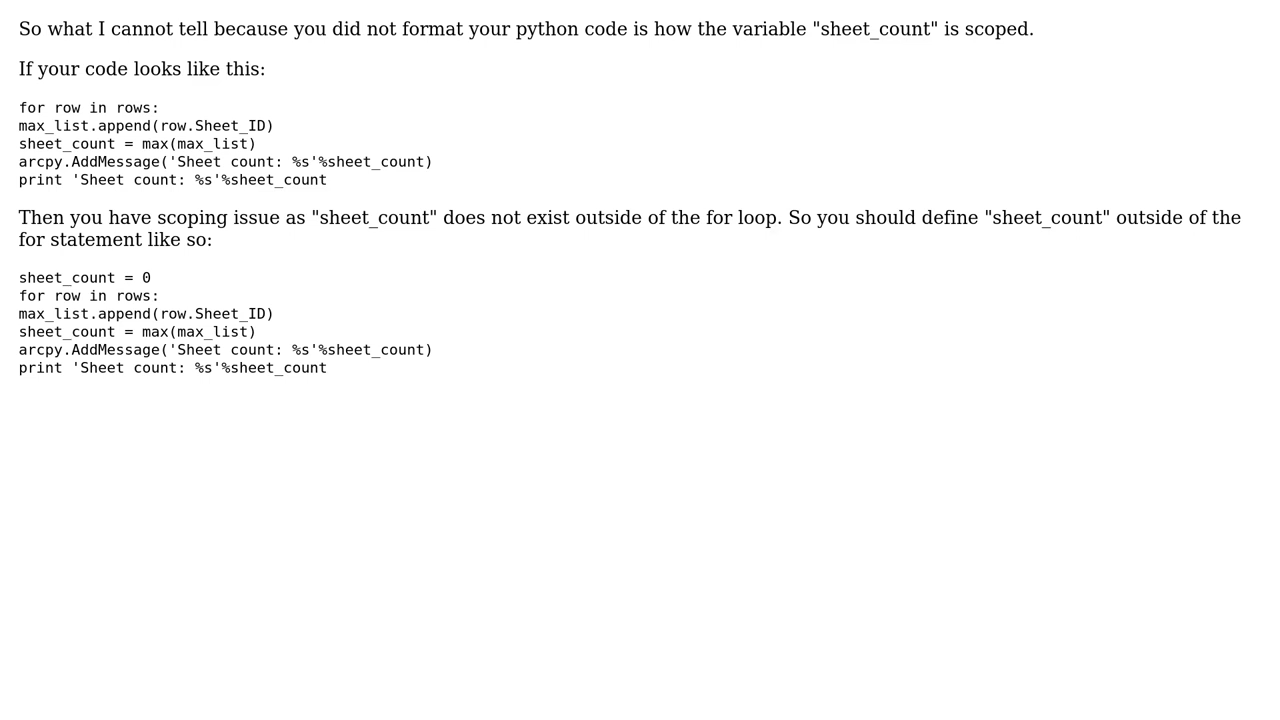 So what I cannot tell because you did not format your python code is how the variable "sheet_count" is scoped.
If your code looks like this:
for row in rows:
max_list.append(row.Sheet_ID)
sheet_count = max(max_list)
arcpy.AddMessage('Sheet count: %s'%sheet_count)
print 'Sheet count: %s'%sheet_count
Then you have scoping issue as "sheet_count" does not exist outside of the for loop. So you should define "sheet_count" outside of the
for statement like so:
sheet_count = 0
for row in rows:
max_list.append(row.Sheet_ID)
sheet_count = max(max_list)
arcpy.AddMessage('Sheet count: %s'%sheet_count)
print 'Sheet count: %s'%sheet_count